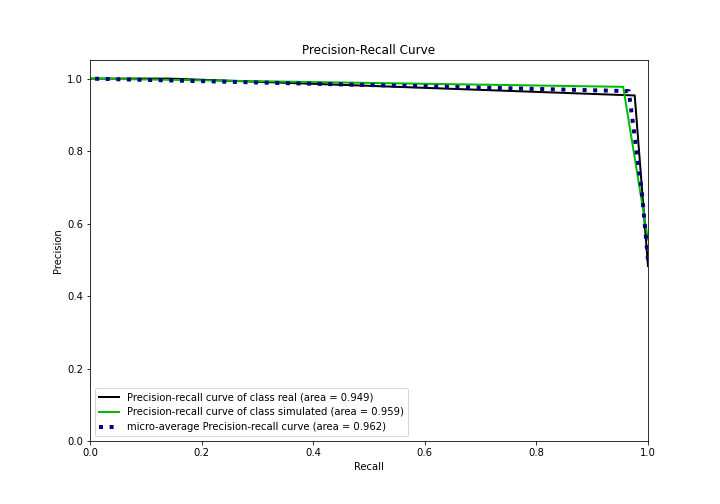 Precision-Recall Curve
1.0
0.8
0.6
0.4
0.2
0.0
Precision
Precision-recall curve of class real (area = 0.949)
Precision-recall curve of class simulated (area = 0.959)
micro-average Precision-recall curve (area = 0.962)
0.0 0.2 0.4 0.6 0.8 1.0
Recall